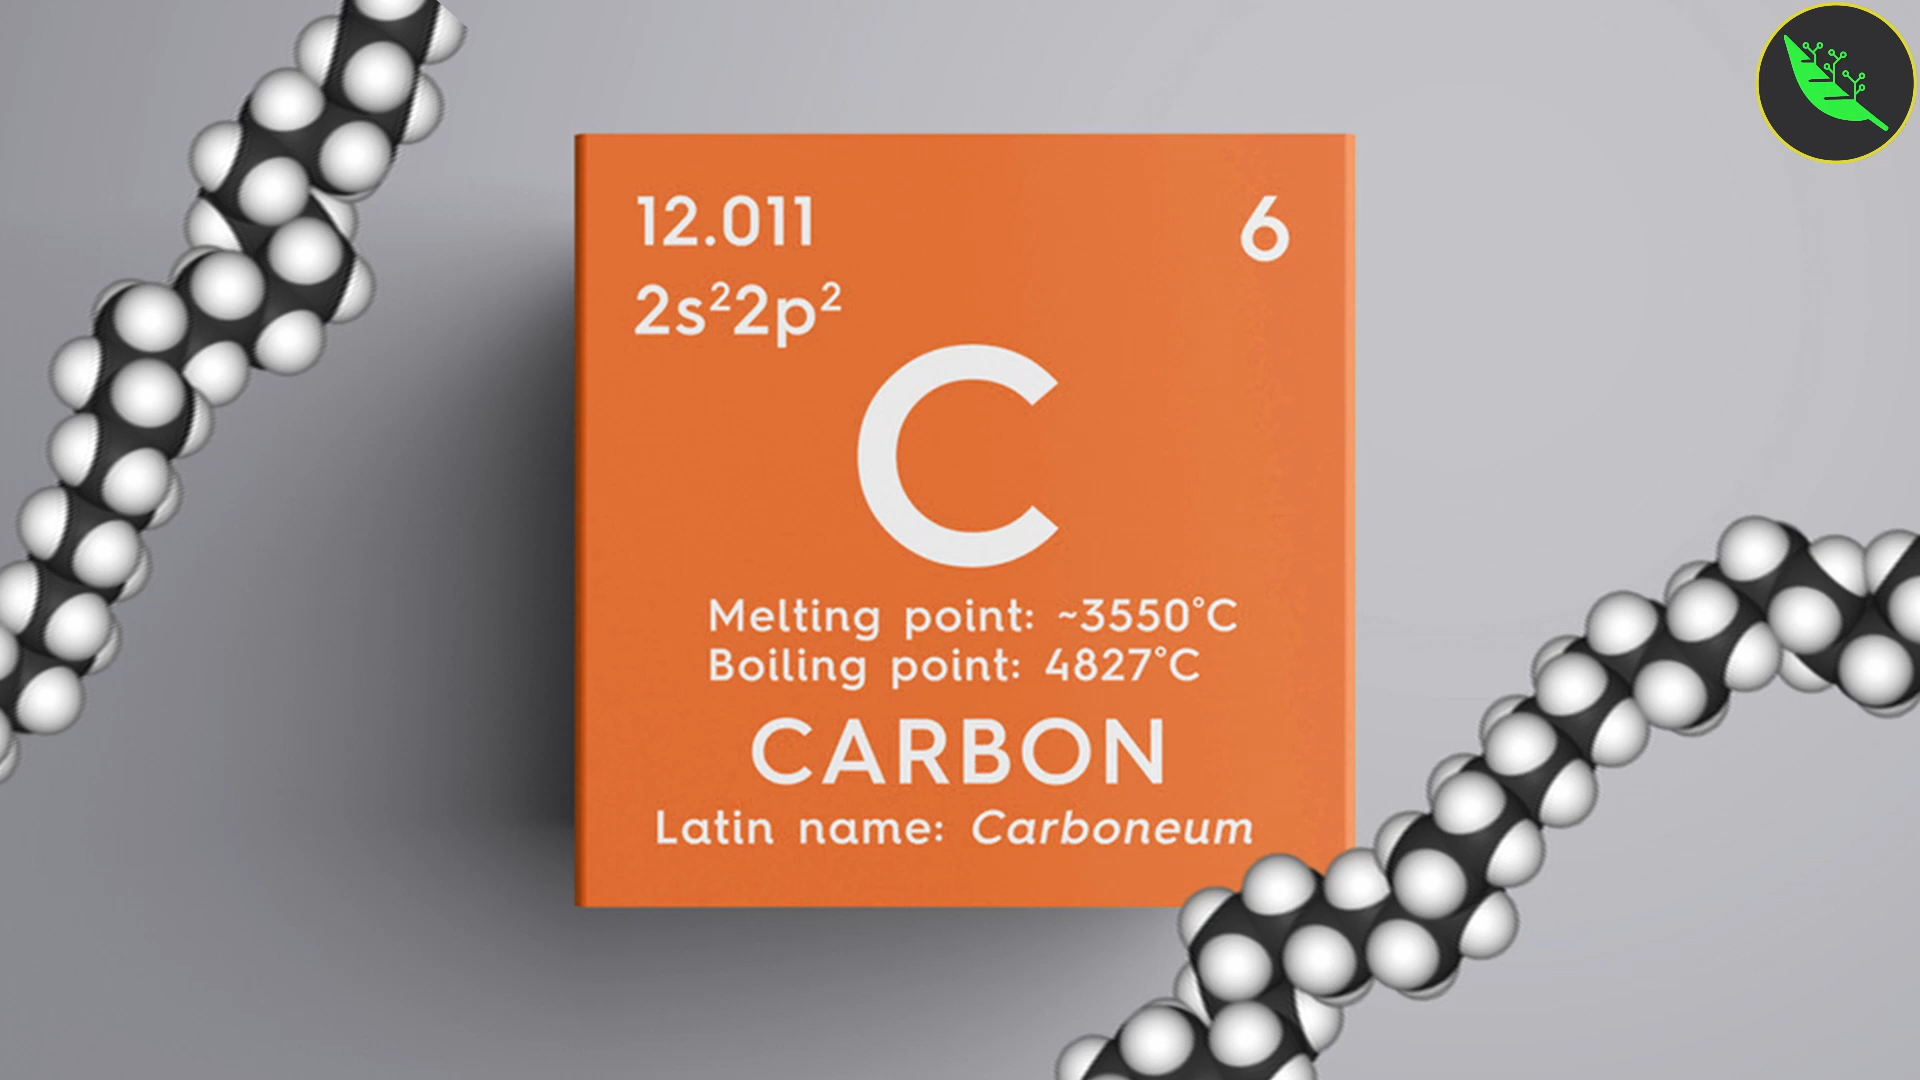 12.011
6
2s²2p²
C
Melting point: ~3550°C
Boiling point: 4827°C
CARBON
Latin name: Carboneum